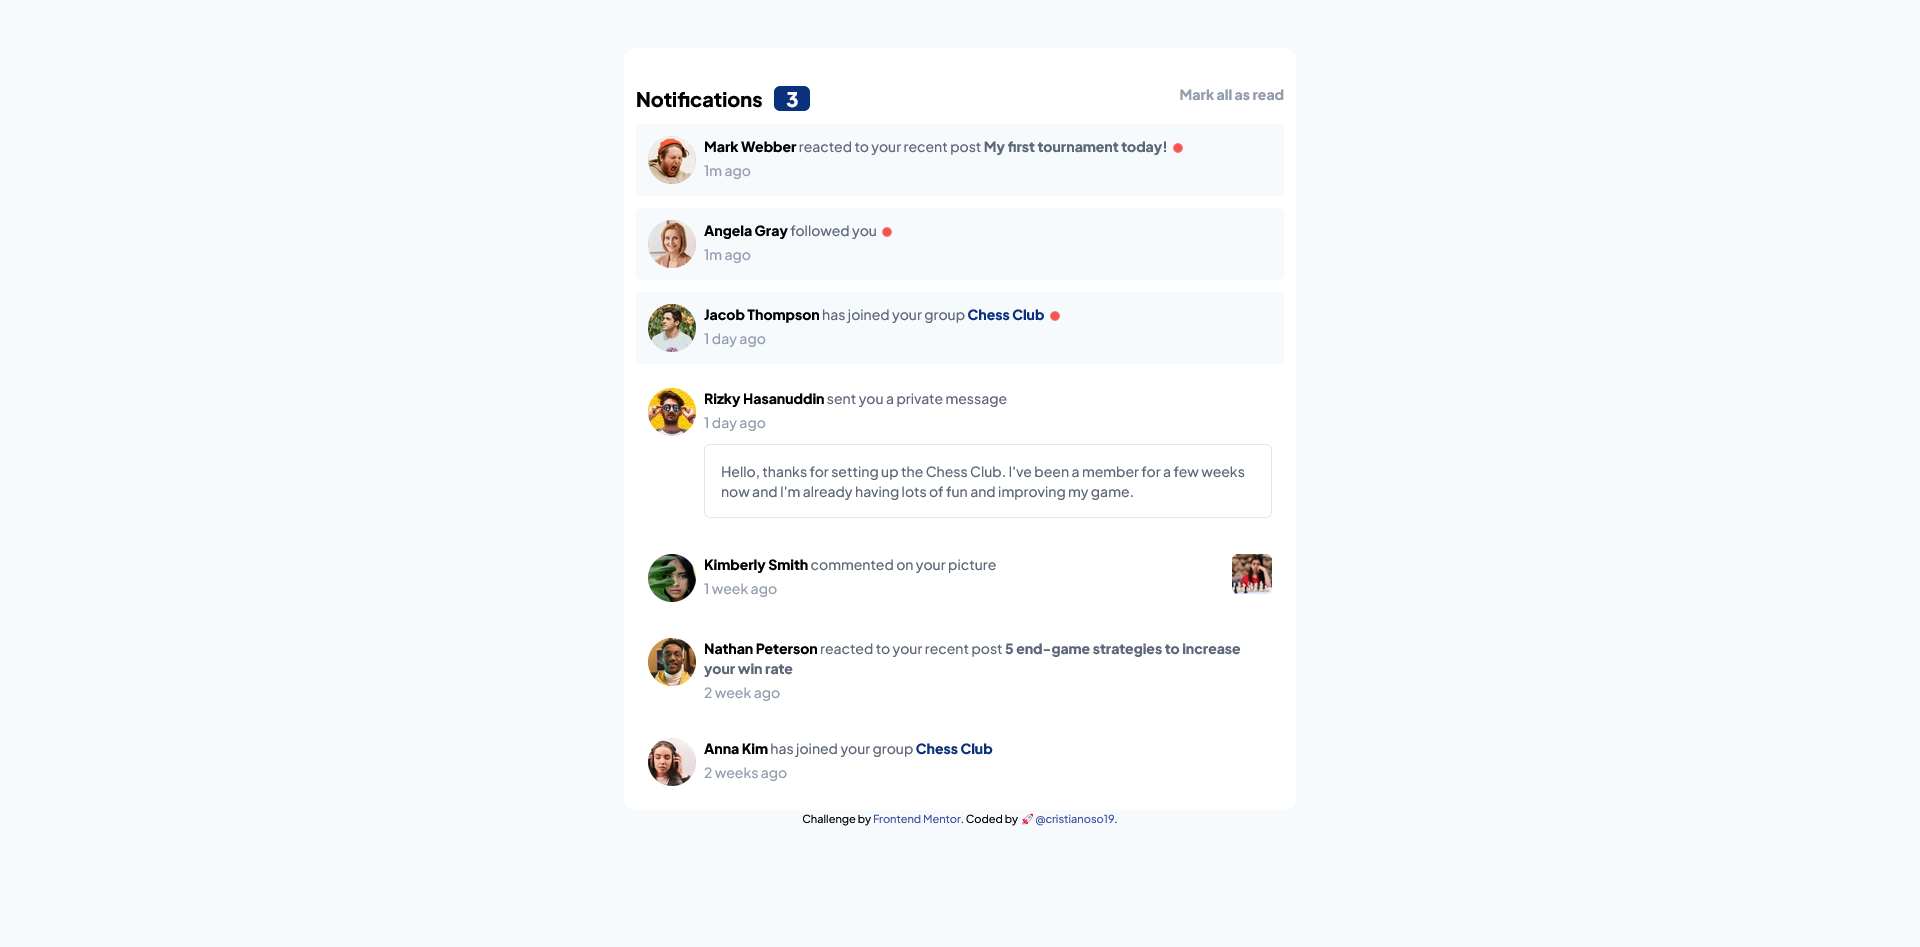 Notifications 3 Mark all as read
Mark Webber reacted to your recent post My first tournament today!
1m ago
Angela Gray followed you
1m ago
Jacob Thompson has joined your group Chess Club
1 day ago
Rizky Hasanuddin sent you a private message
1 day ago
Hello, thanks for setting up the Chess Club. I've been a member for a few weeks
now and I'm already having lots of fun and improving my game.
Kimberly Smith commented on your picture
1 week ago
Nathan Peterson reacted to your recent post 5 end-game strategies to increase
your win rate
2 week ago
Anna Kim has joined your group Chess Club
2 weeks ago
Challenge by Frontend Mentor. Coded by 🚀 @cristianoso19.